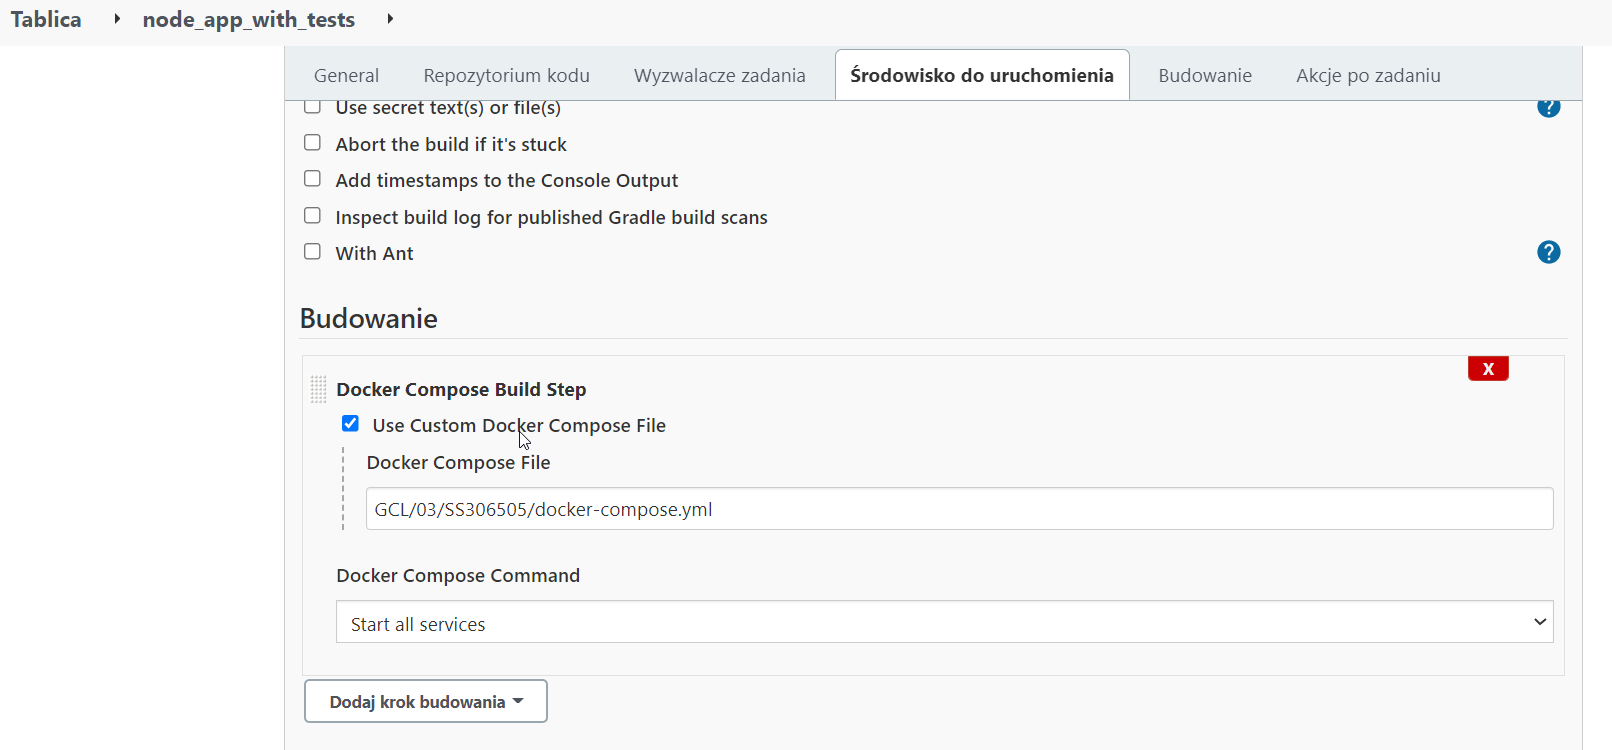 Tablica node_app_with_tests
General Repozytorium kodu Wyzwalacze zadania Środowisko do uruchomienia Budowanie Akcje po zadaniu
Use secret text(s) or file(s) ?
Abort the build if it's stuck
Add timestamps to the Console Output
Inspect build log for published Gradle build scans
With Ant ?
Budowanie
X
Docker Compose Build Step
Use Custom Docker Compose File
Docker Compose File
GCL/03/SS306505/docker-compose.yml
Docker Compose Command
Start all services
Dodaj krok budowania